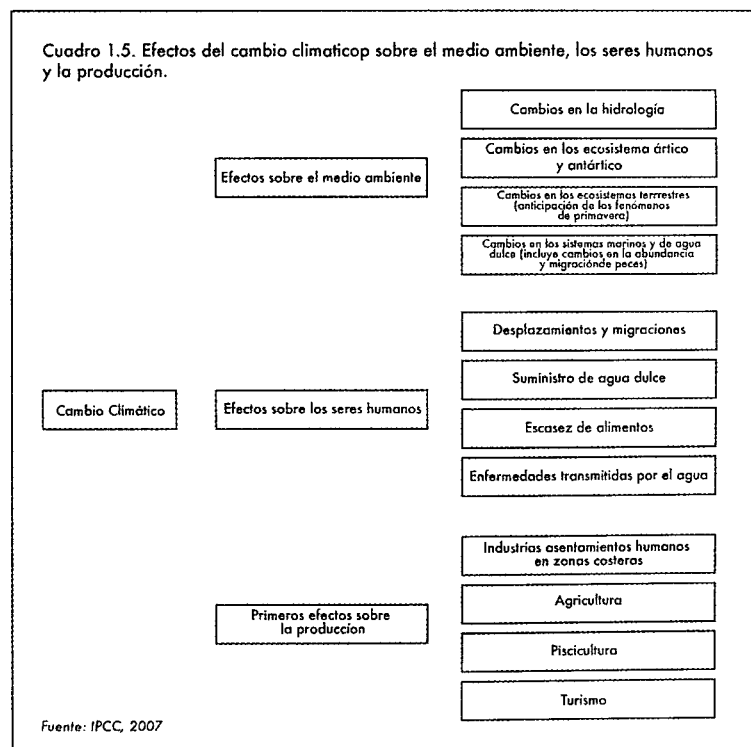 Cuadro 1.5. Efectos del cambio climaticop sobre el medio ambiente, los seres humanos
y la producción.
Cambios en la hidrología
Efectos sobre el medio ambiente
Cambios en los ecosistema ártico
y antártico
Cambios en los ecosistemas terrrestres
(anticipación de los fenómenos
de primavera)
Cambios en los sistemas marinos y de agua
dulce (incluye cambios en la abundancia
y migraciónde peces)
Desplazamientos y migraciones
Suministro de agua dulce
Cambio Climático
Efectos sobre los seres humanos
Escasez de alimentos
Enfermedades transmitidas por el agua
Industrias asentamientos humanos
en zonas costeras
Primeros efectos sobre
la produccíon
Agricultura
Piscicultura
Turismo
Fuente: IPCC, 2007